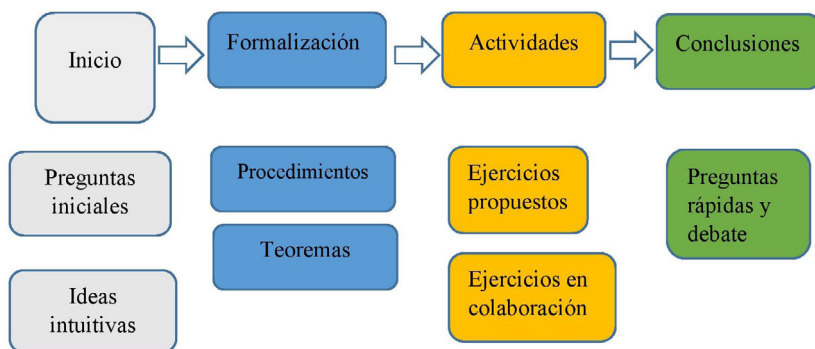 Inicio
Formalización
Actividades
Conclusiones
Preguntas
iniciales
Ideas
intuitivas
Procedimientos
Teoremas
Ejercicios
propuestos
Ejercicios en
colaboración
Preguntas
rápidas y
debate